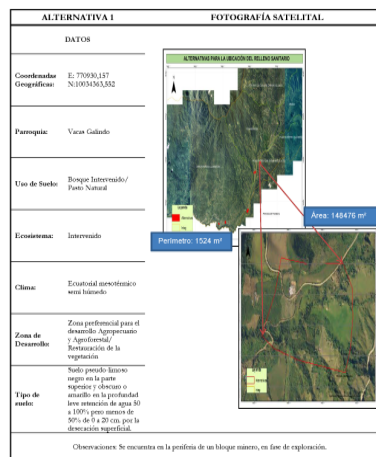 ALTERNATIVA 1
FOTOGRAFÍA SATELITAL
DATOS
Coordenadas
Geográficas:
E: 770930,157
N:10034363,552
Parroquia:
Vacas Galindo
Uso de Suelo:
Bosque Intervenido/
Pasto Natural
Ecosistema:
Intervenido
Clima:
Ecuatorial mesotérmico
semi húmedo
Zona de
Desarrollo:
Zona preferencial para el
desarrollo Agropecuario
y Agroforestal/
Restauración de la
vegetación
Tipo de
suelo:
Suelo pseudo-limoso
negro en la parte
superior y obscuro o
amarillo en la profundidad
leve retención de agua 50
a 100% pero menos de
50% de 0 a 20 cm. por la
desecación superficial.
ALTERNATIVAS PARA LA UBICACIÓN DEL RELLENO SANITARIO
Área: 148476 m²
Perímetro: 1524 m²
Observaciones: Se encuentra en la periferia de un bloque minero, en fase de exploración.